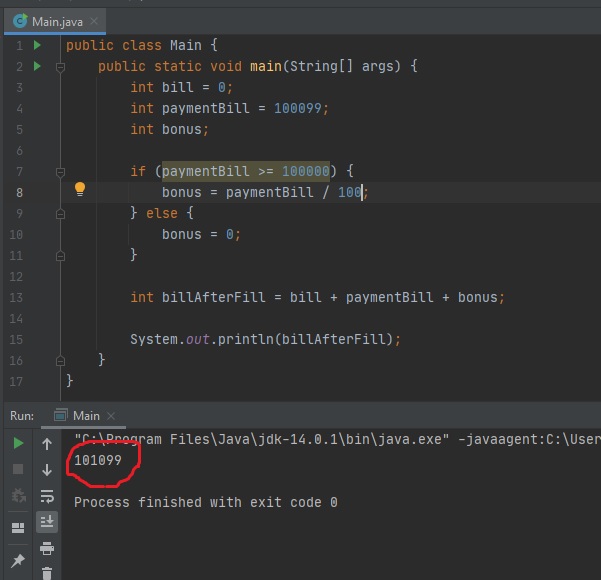 Main.java
1 public class Main {
2 public static void main(String[] args) {
3 int bill = 0;
4 int paymentBill = 100099;
5 int bonus;
6
7 if (paymentBill >= 100000) {
8 bonus = paymentBill / 100;
9 } else {
10 bonus = 0;
11 }
12
13 int billAfterFill = bill + paymentBill + bonus;
14
15 System.out.println(billAfterFill);
16 }
17 }
Run: Main
"C:\Program Files\Java\jdk-14.0.1\bin\java.exe" -javaagent:C:\User
101099
Process finished with exit code 0